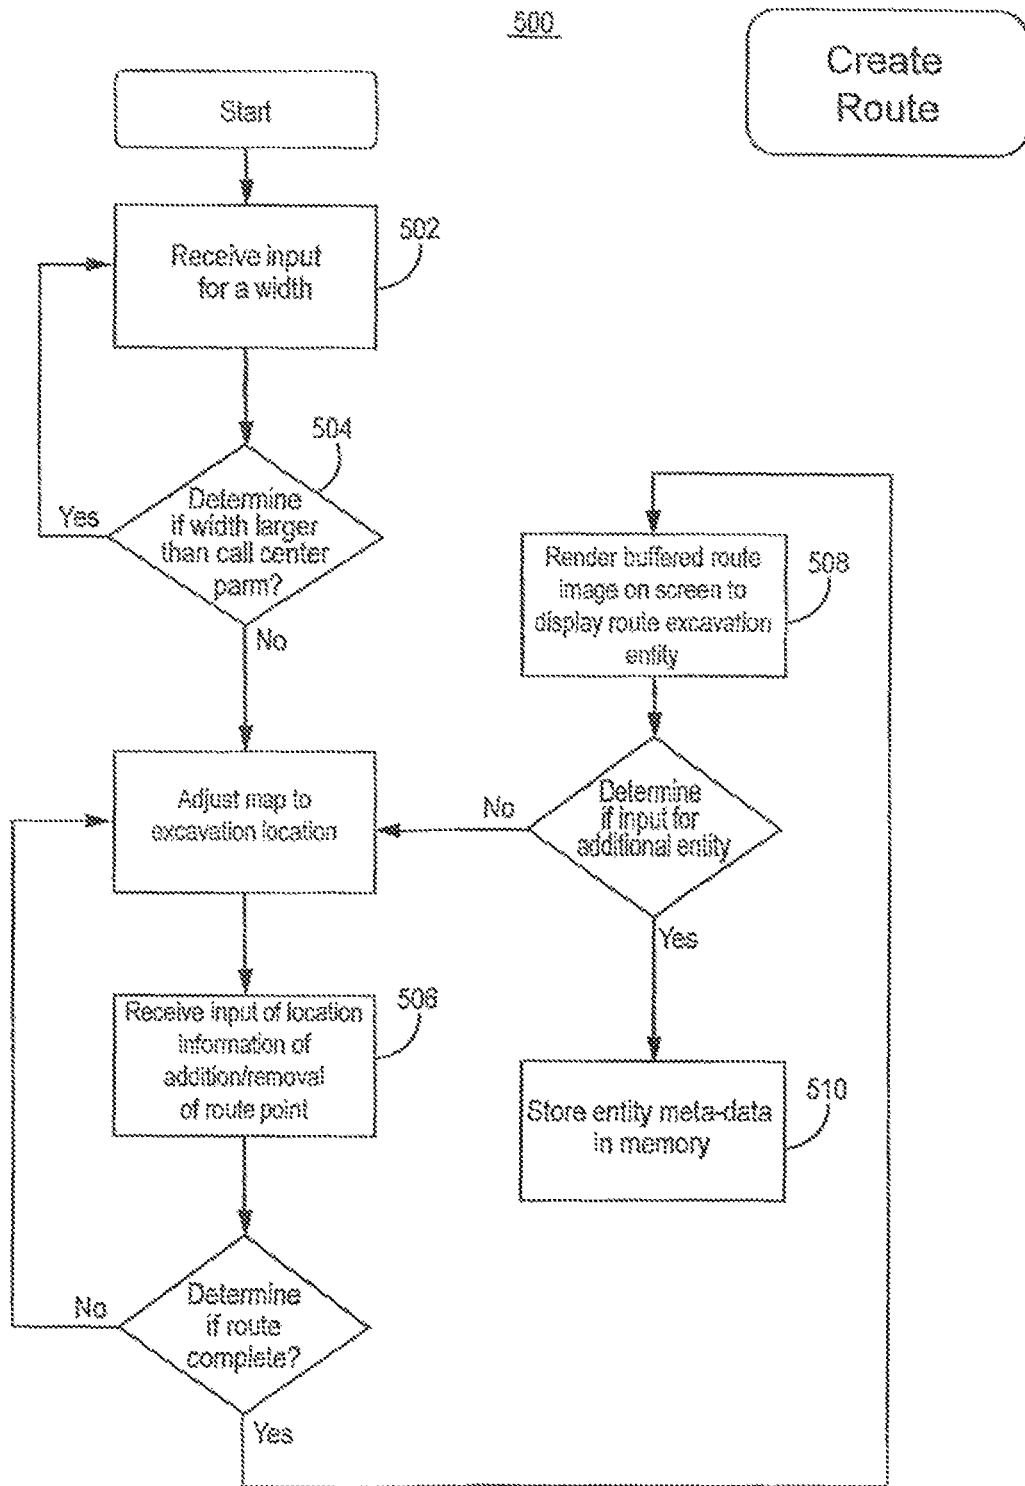 500
Create
Route
Start
Receive input
for a width
502
504
Determine
if width larger
than call center
parm?
Yes
No
Adjust map to
excavation location
Receive input of location
information of
addition/removal
of route point
506
Determine
if route
complete?
No
Yes
Render buffered route
image on screen to
display route excavation
entity
508
Determine
if input for
additional entity
No
Yes
Store entity meta-data
in memory
510